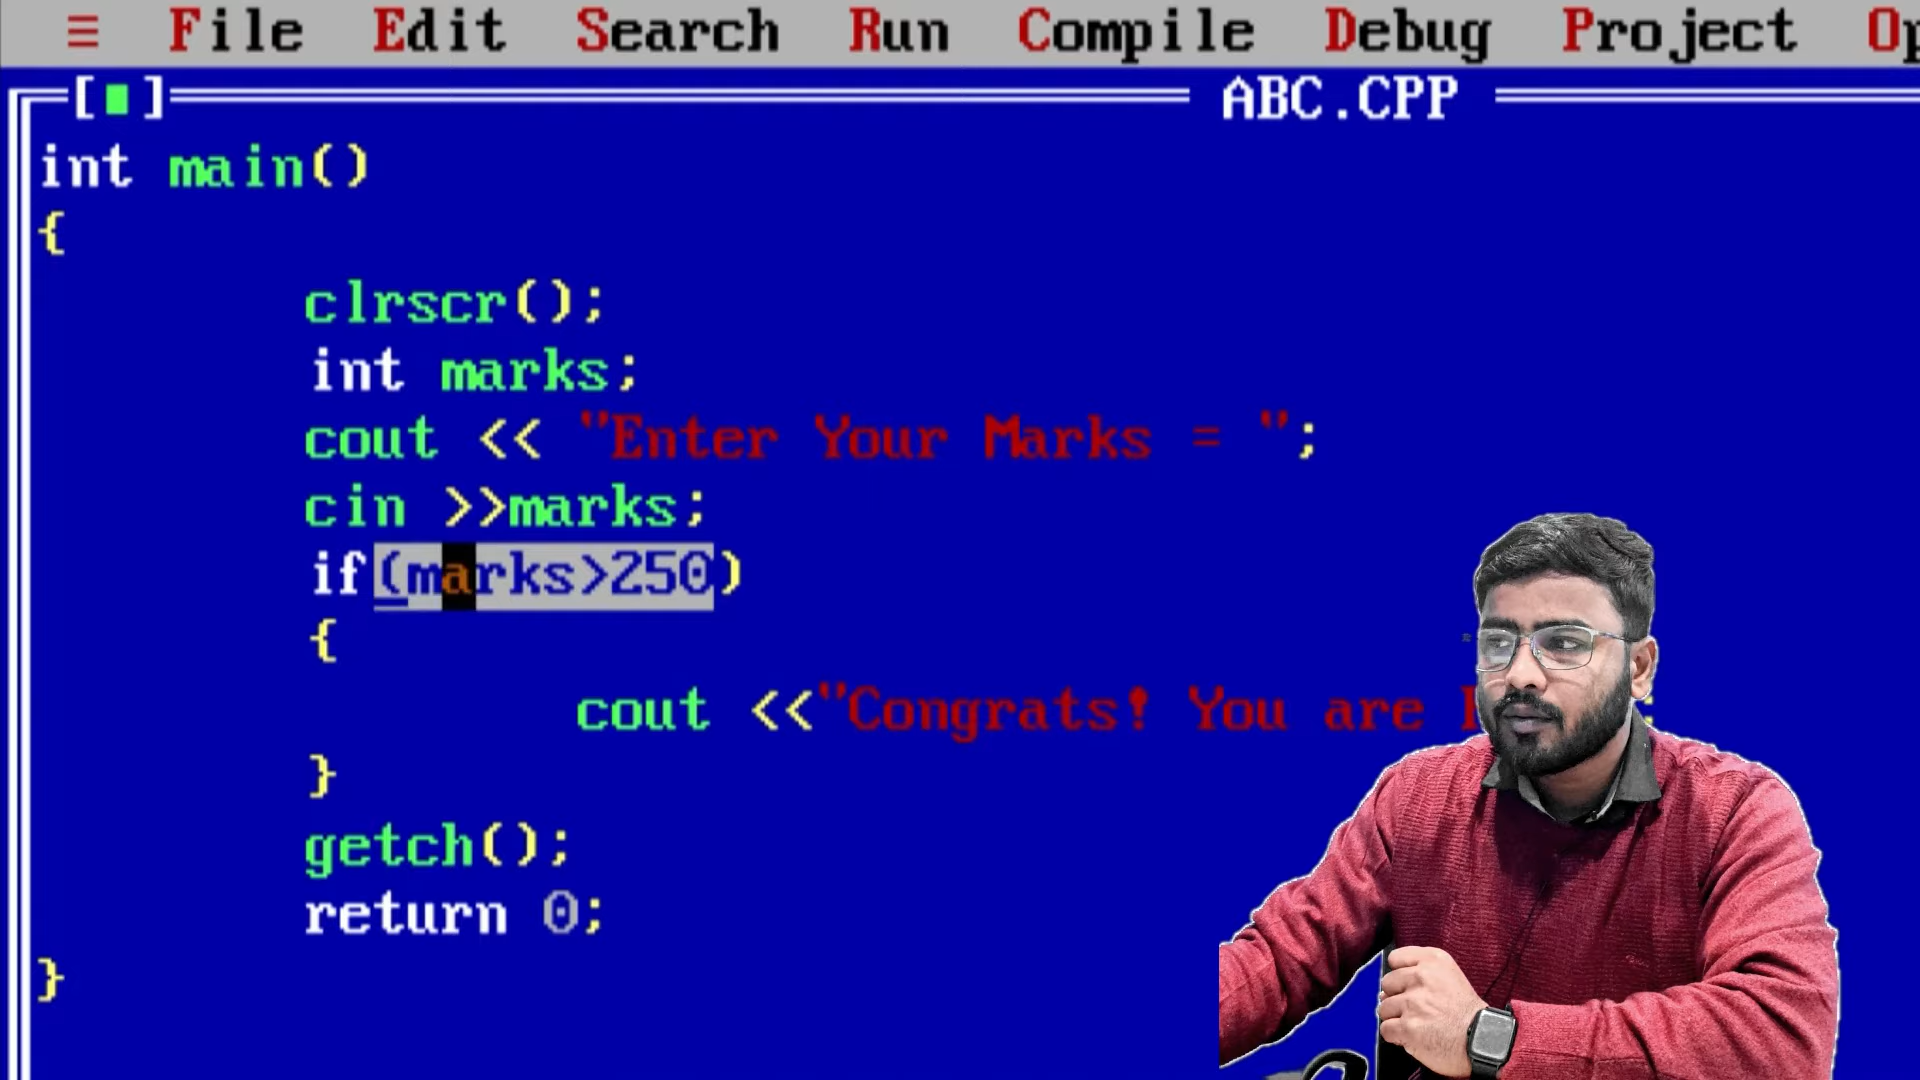 ≡ File Edit Search Run Compile Debug Project
[■] ABC.CPP
int main()
{
clrscr();
int marks;
cout << "Enter Your Marks = ";
cin >>marks;
if(marks>250)
{
cout <<"Congrats! You are
}
getch();
return 0;
}